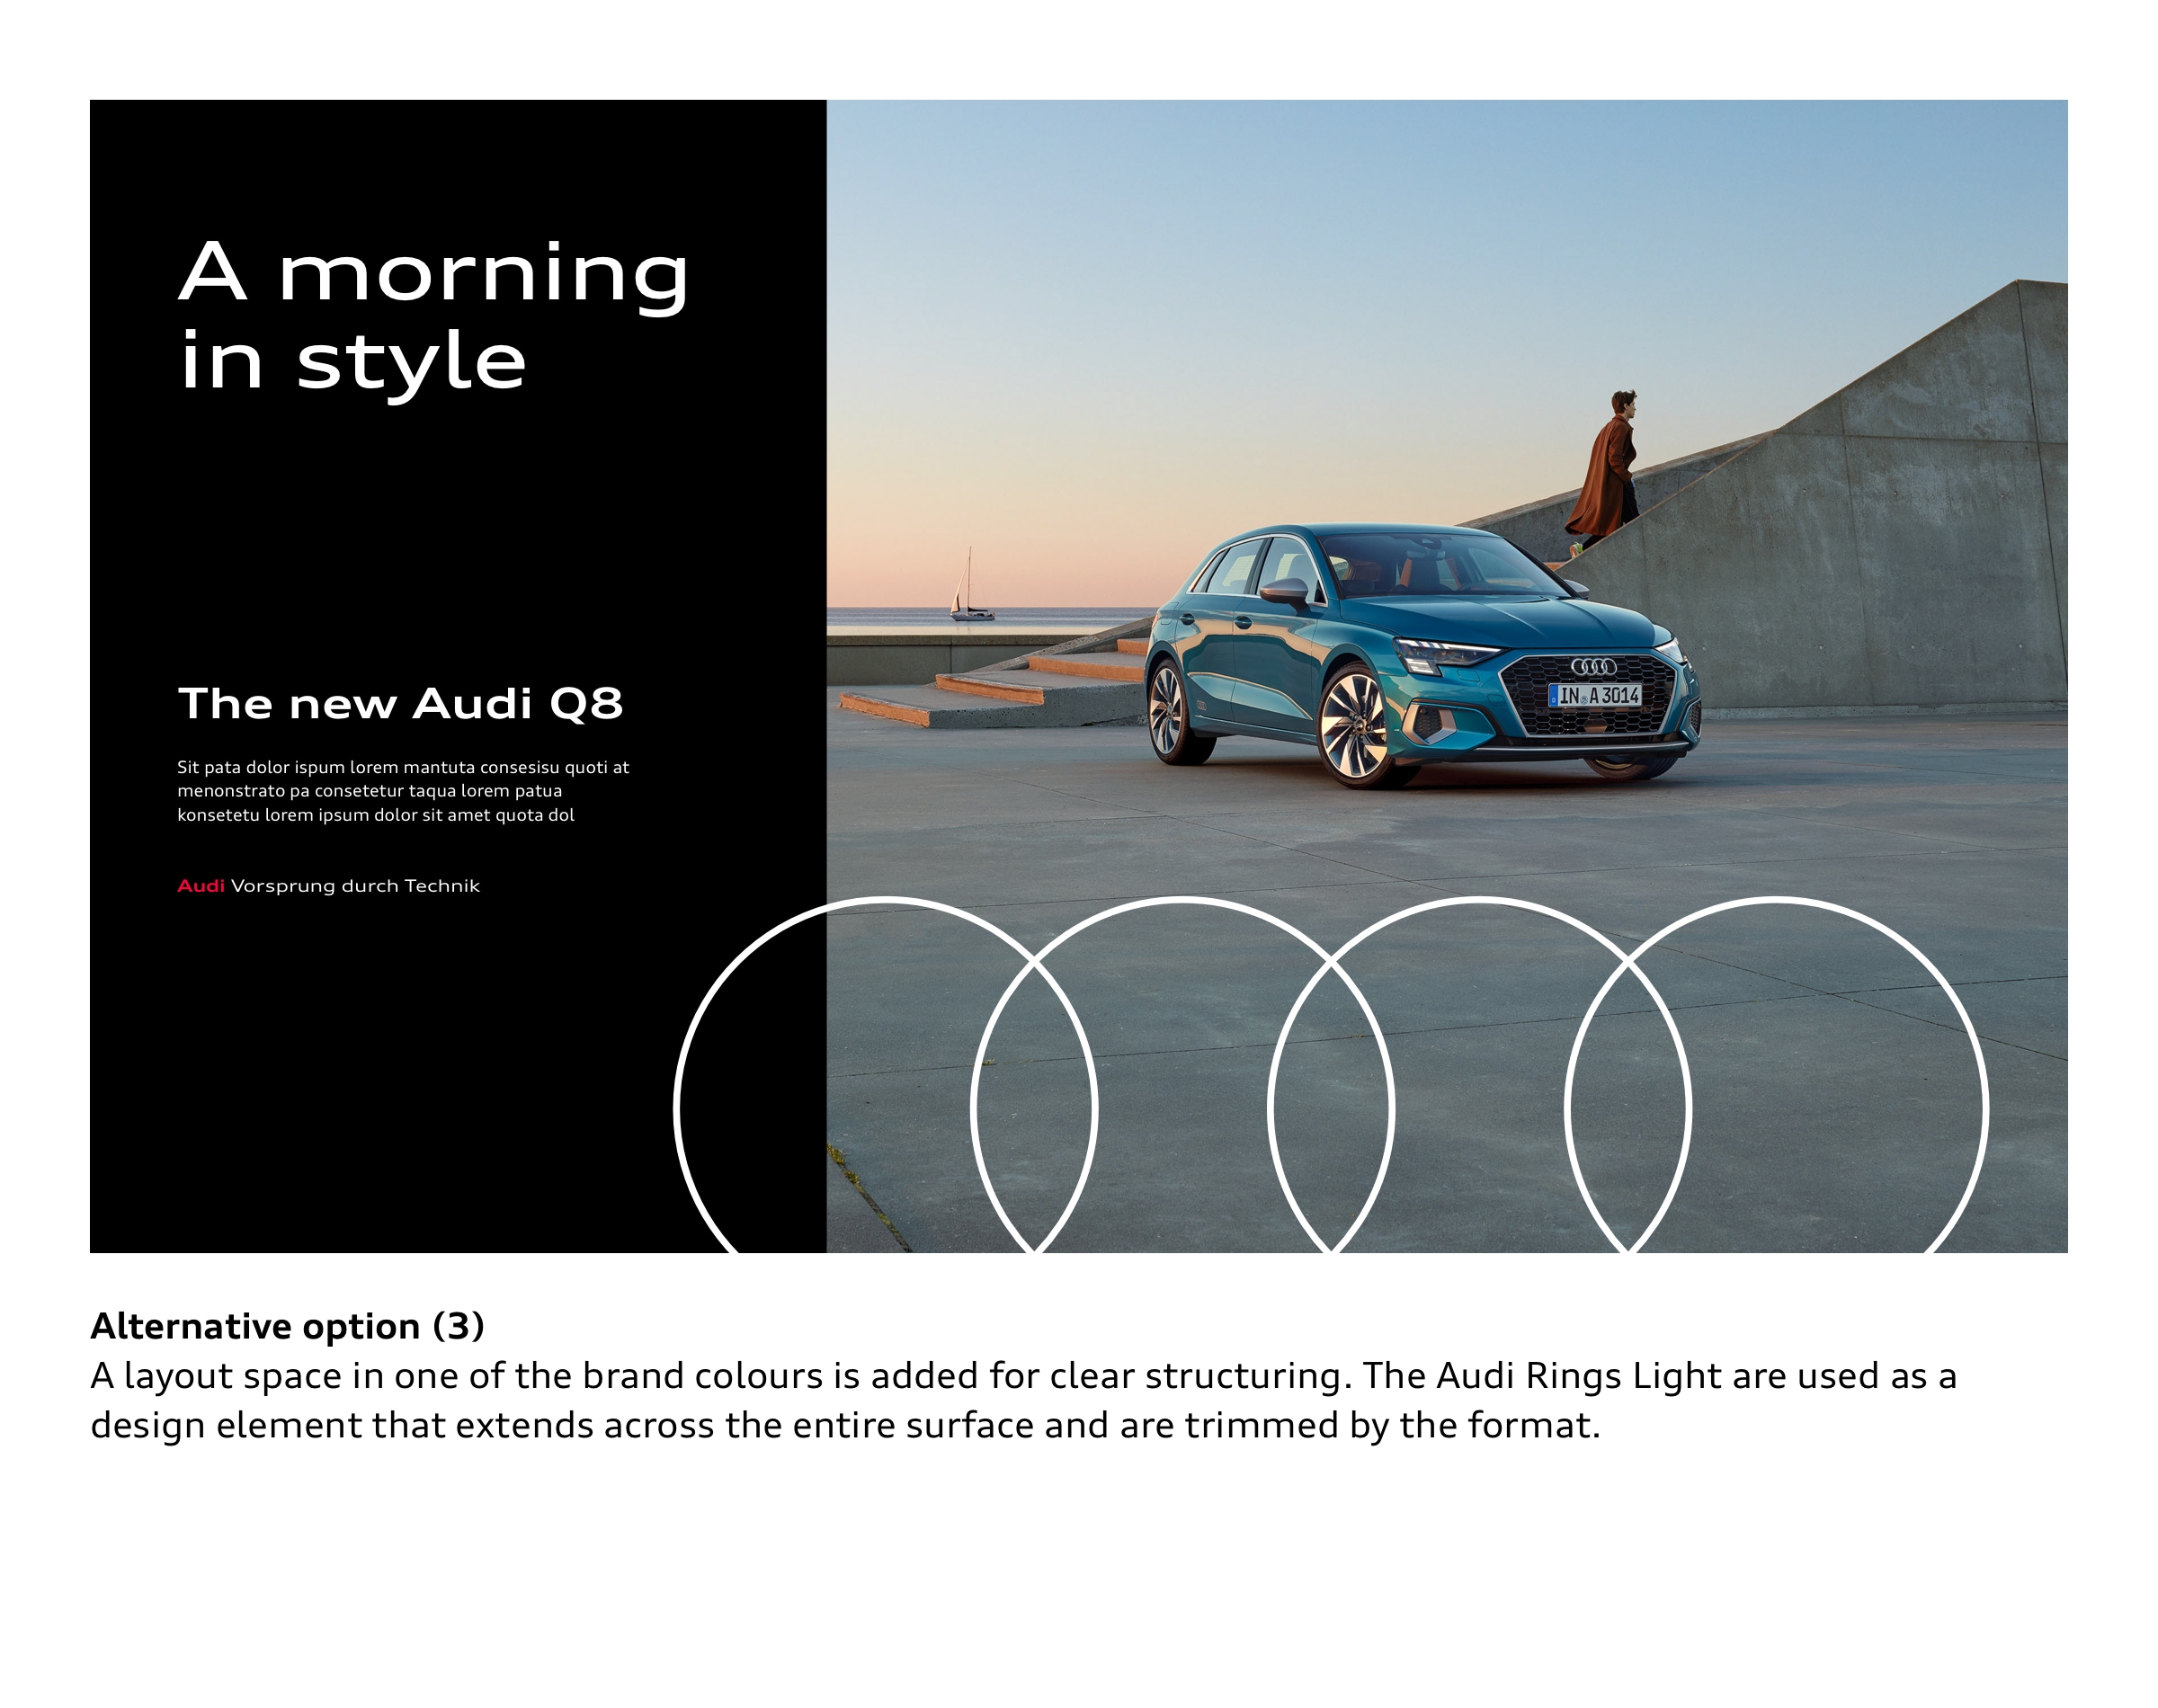 A morning
in style
The new Audi Q8
Sit pata dolor ispum lorem mantuta consesisu quoti at
menonstrato pa consetetur taqua lorem patua
konsetetu lorem ipsum dolor sit amet quota dol
Audi Vorsprung durch Technik
IN A 3014
Alternative option (3)
A layout space in one of the brand colours is added for clear structuring. The Audi Rings Light are used as a
design element that extends across the entire surface and are trimmed by the format.